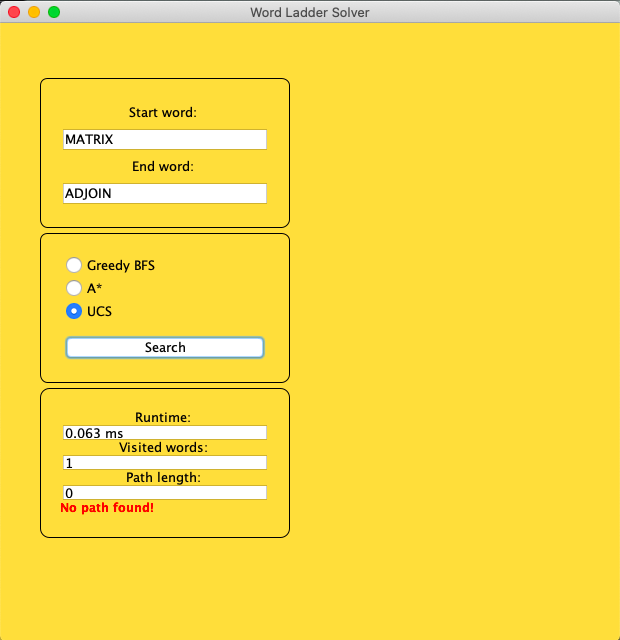 Word Ladder Solver
Start word:
MATRIX
End word:
ADJOIN
Greedy BFS
A*
UCS
Search
Runtime:
0.063 ms
Visited words:
1
Path length:
0
No path found!